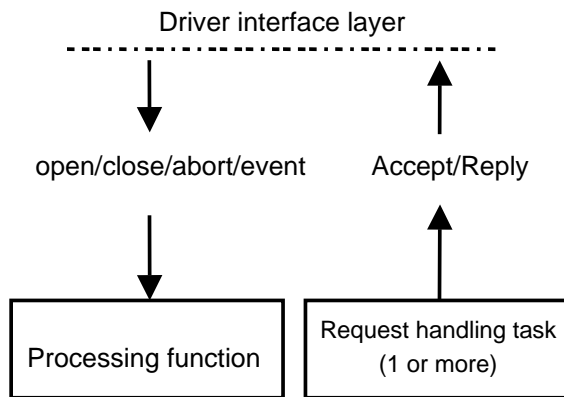 Driver interface layer
open/close/abort/event
Accept/Reply
Processing function
Request handling task
(1 or more)